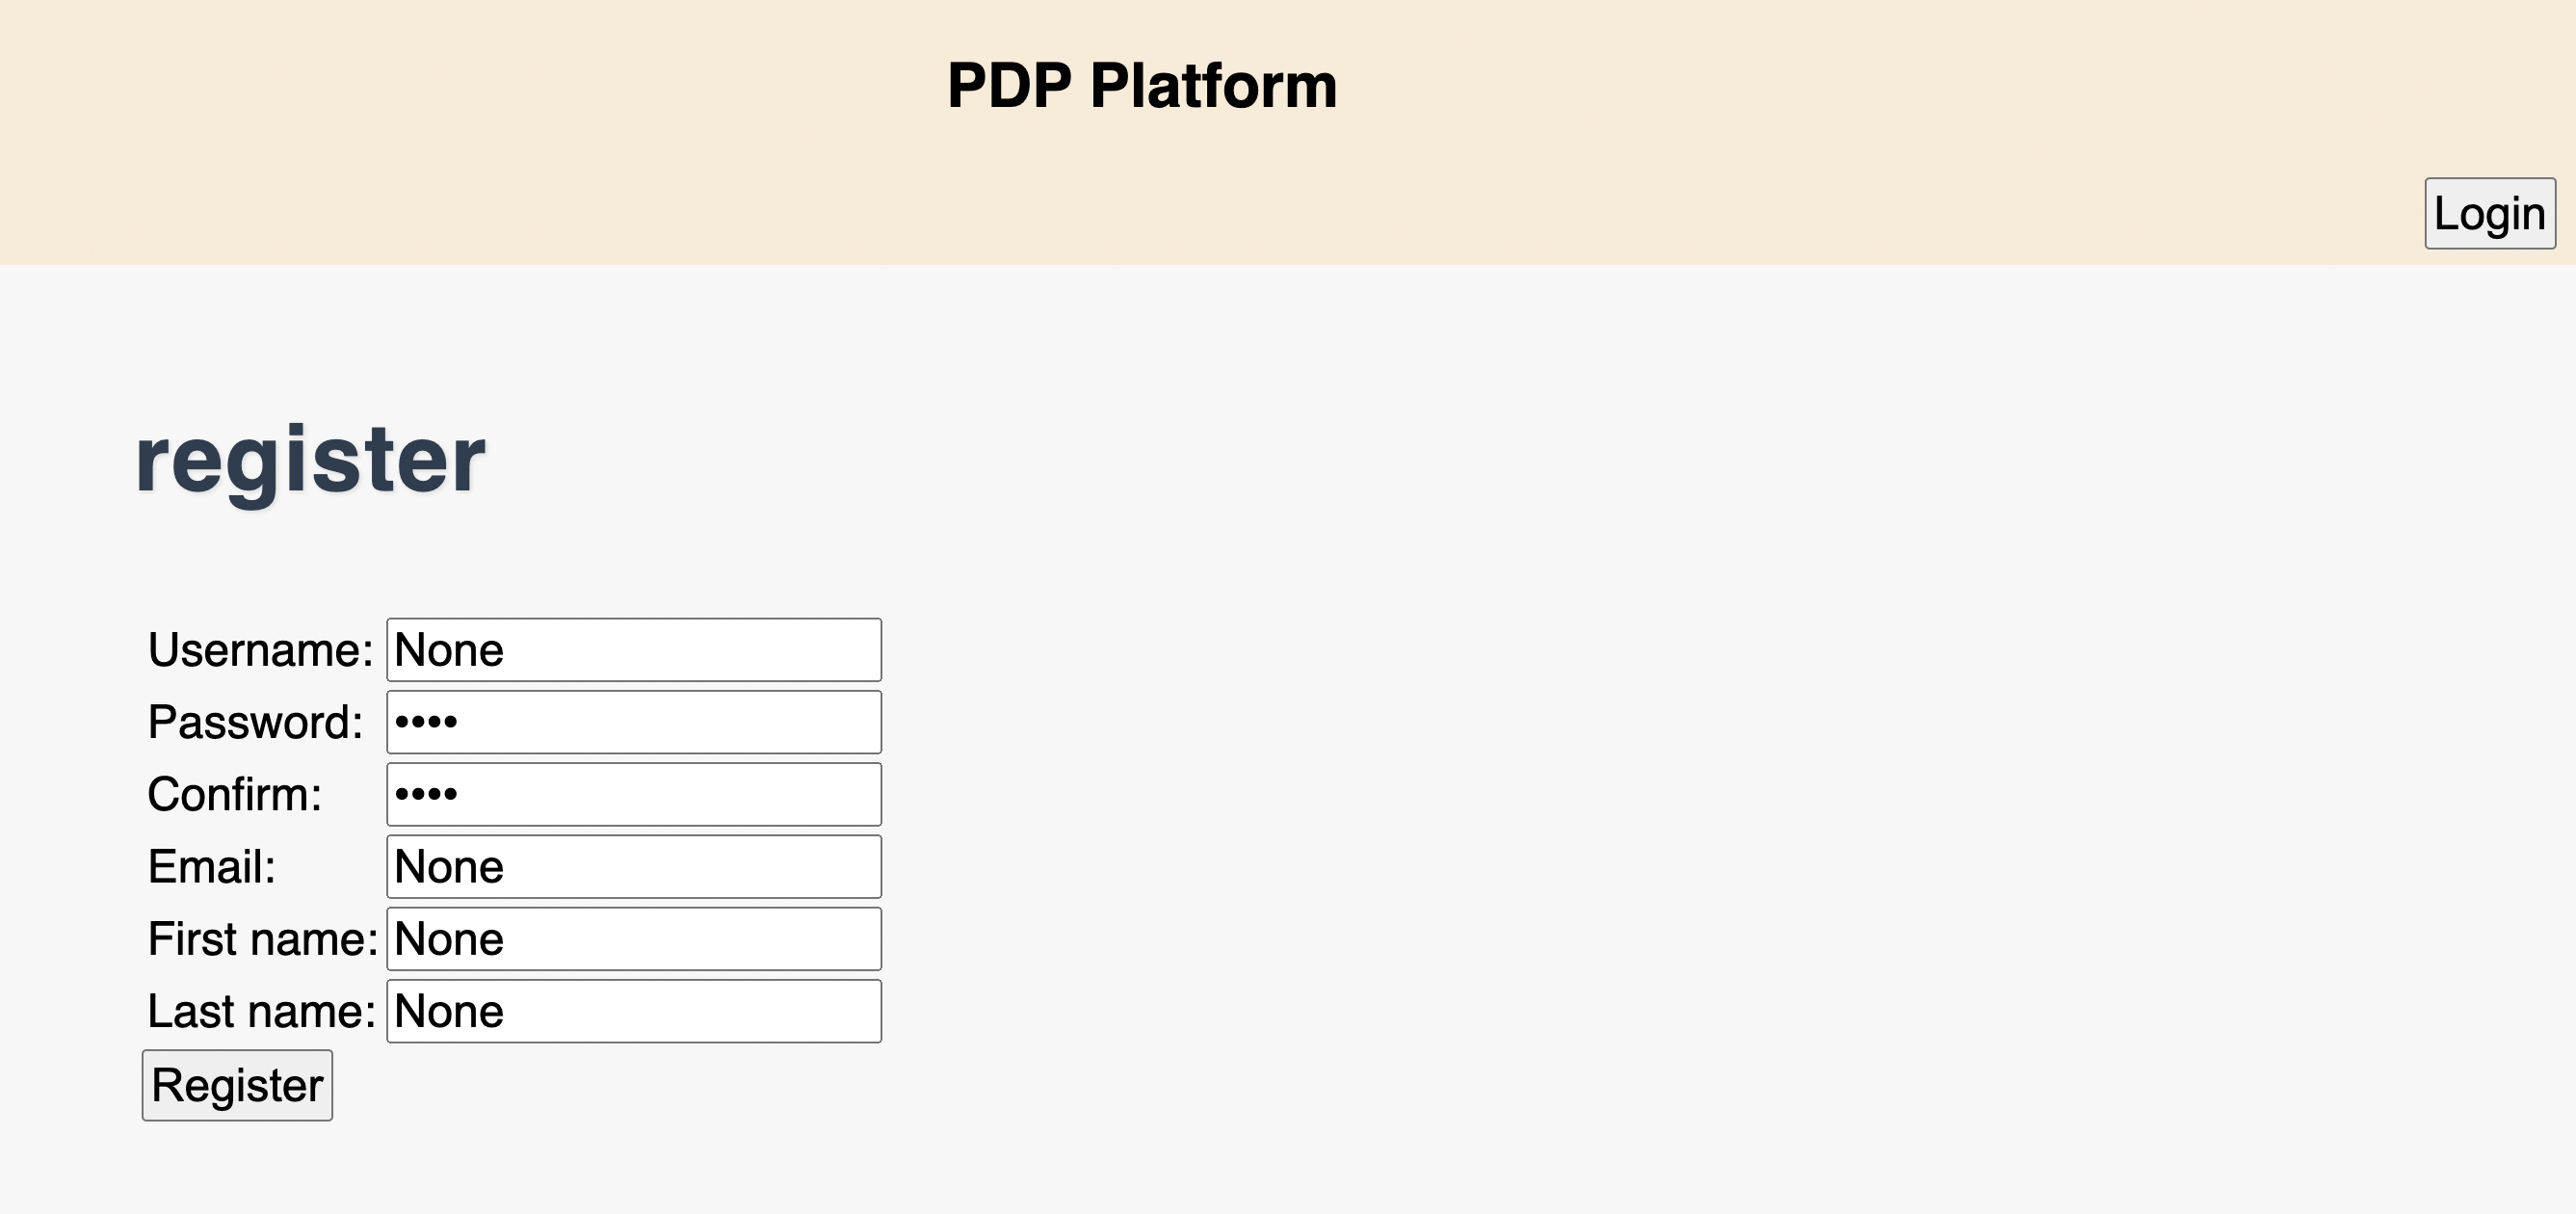 PDP Platform
Login
register
Username: None
Password: ••••
Confirm: ••••
Email: None
First name: None
Last name: None
Register